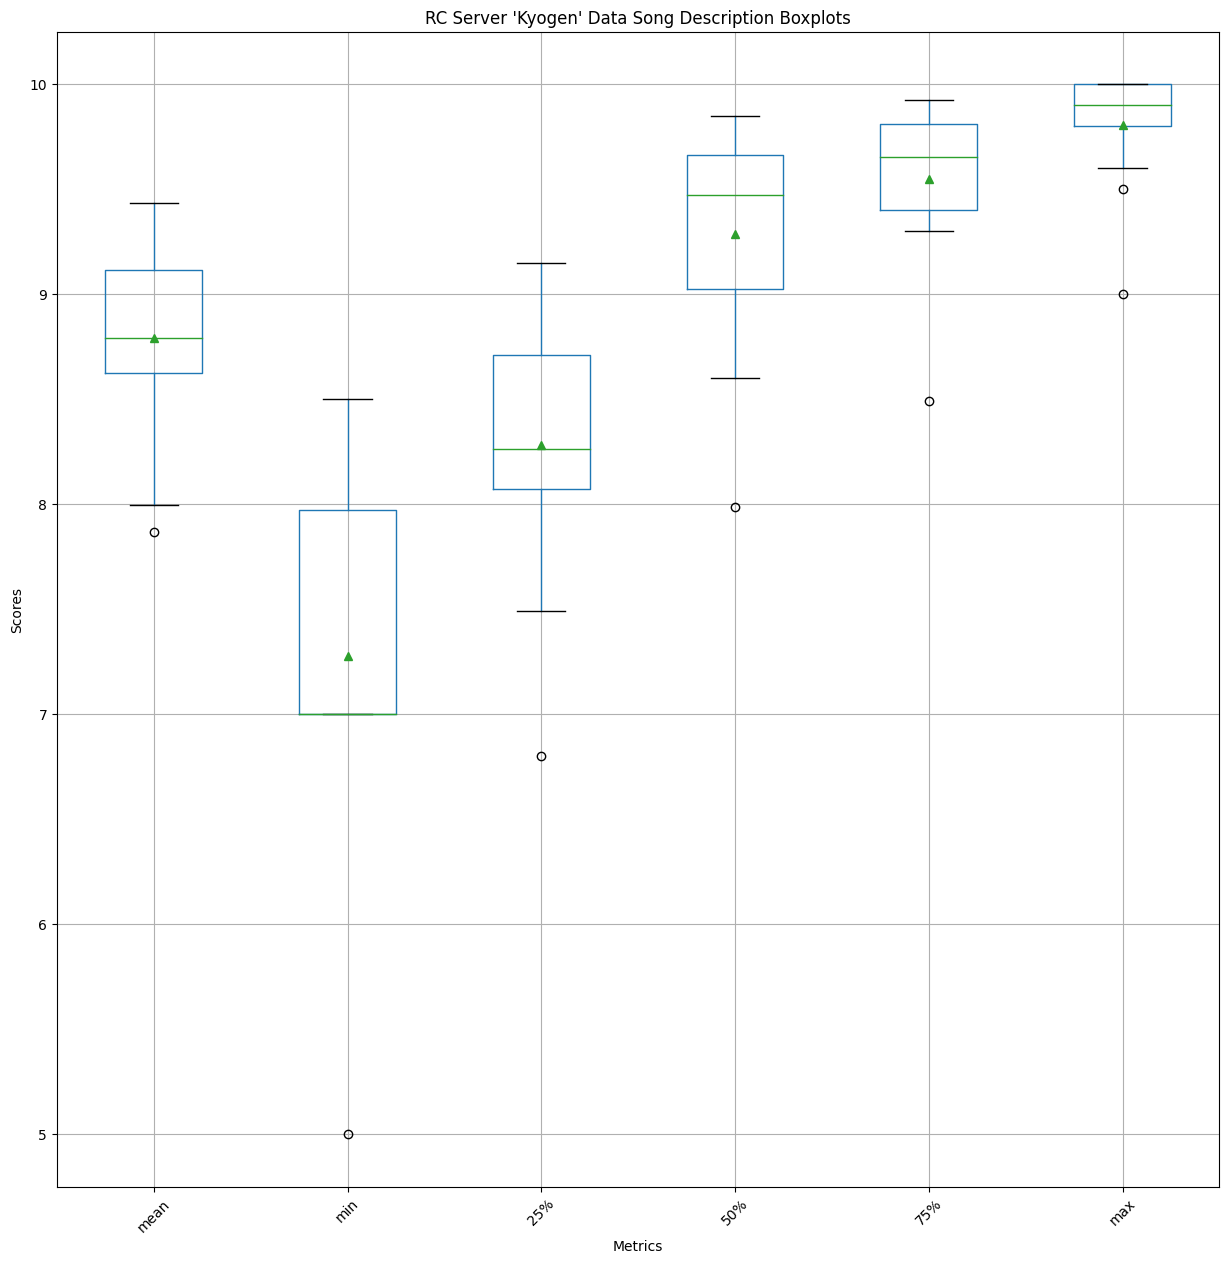 RC Server 'Kyogen' Data Song Description Boxplots
10
9
8
7
6
5
Scores
mean
min
25%
50%
75%
max
Metrics